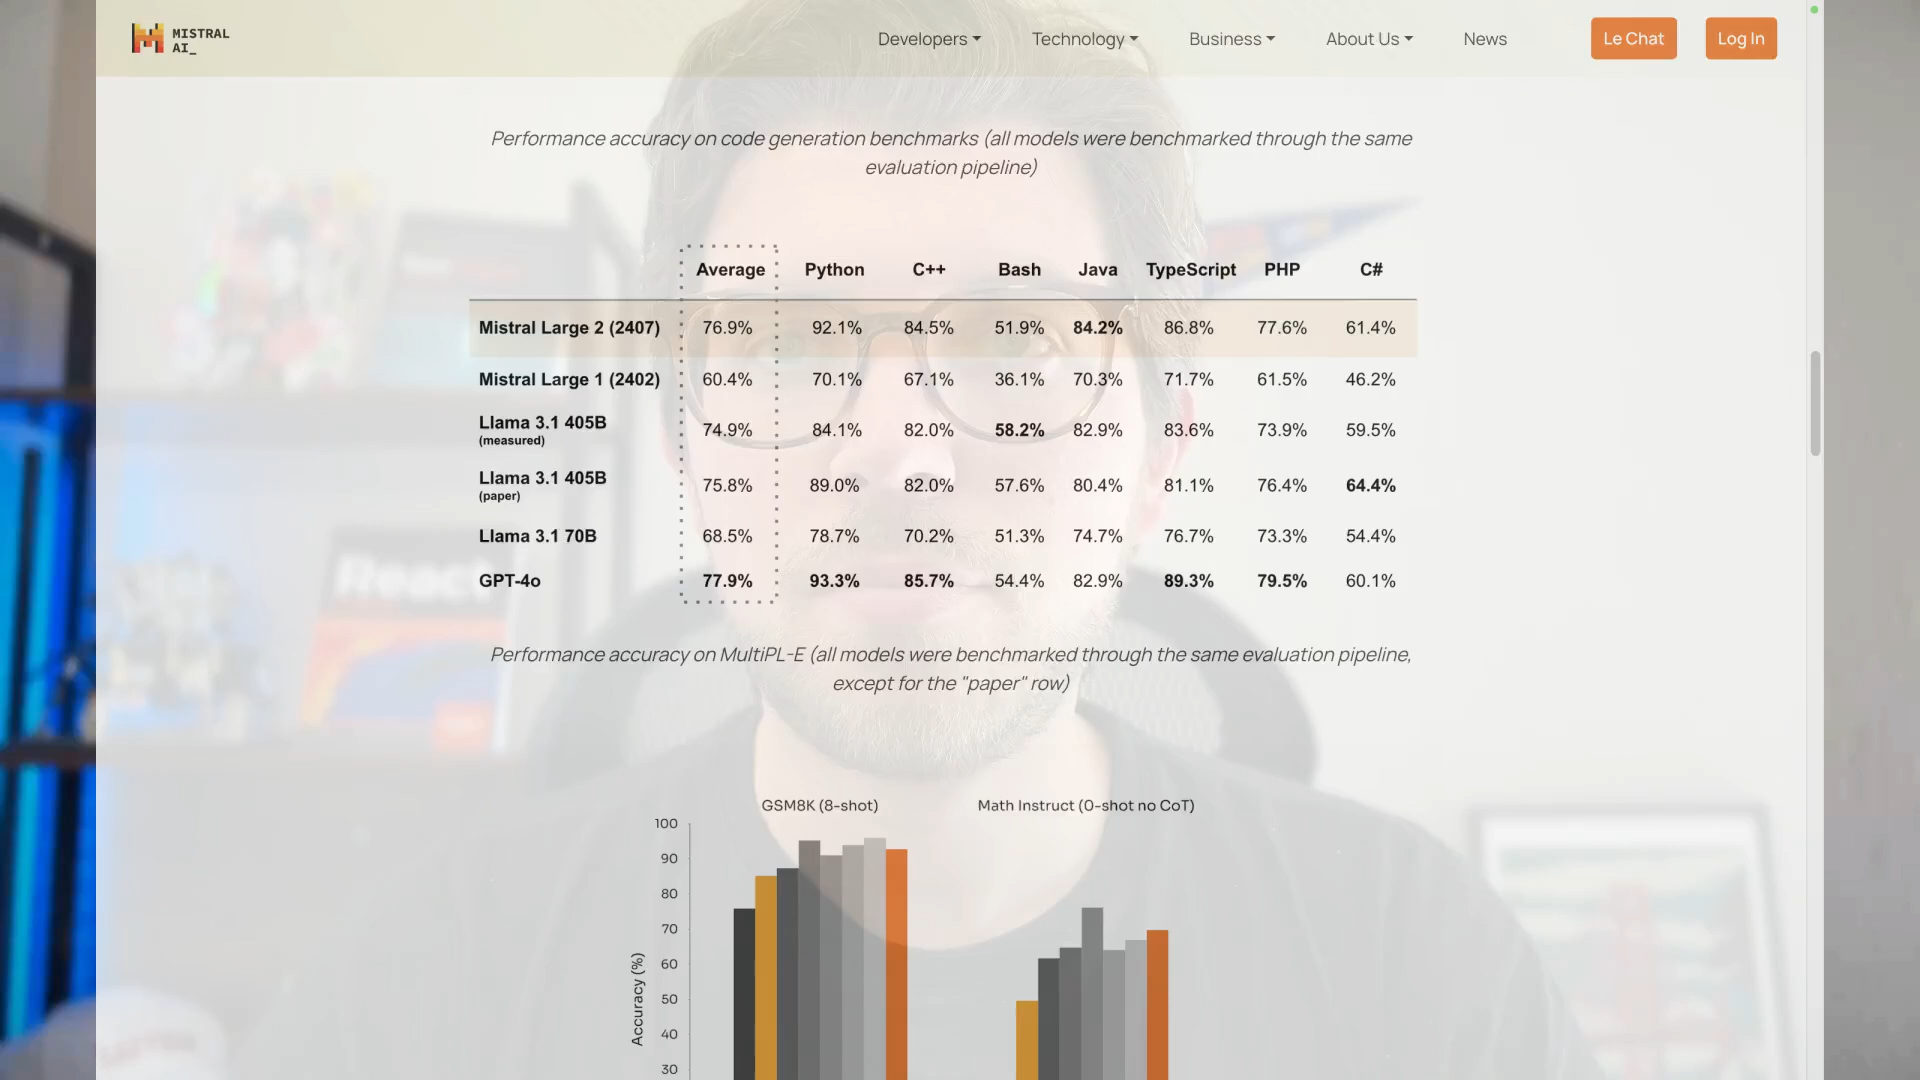 MISTRAL
AI_
Developers
Technology
Business
About Us
News
Le Chat
Log In
Performance accuracy on code generation benchmarks (all models were benchmarked through the same
evaluation pipeline)
Average Python C++ Bash Java TypeScript PHP C#
Mistral Large 2 (2407) 76.9% 92.1% 84.5% 51.9% 84.2% 86.8% 77.6% 61.4%
Mistral Large 1 (2402) 60.4% 70.1% 67.1% 36.1% 70.3% 71.7% 61.5% 46.2%
Llama 3.1 405B
(measured) 74.9% 84.1% 82.0% 58.2% 82.9% 83.6% 73.9% 59.5%
Llama 3.1 405B
(paper) 75.8% 89.0% 82.0% 57.6% 80.4% 81.1% 76.4% 64.4%
Llama 3.1 70B 68.5% 78.7% 70.2% 51.3% 74.7% 76.7% 73.3% 54.4%
GPT-4o 77.9% 93.3% 85.7% 54.4% 82.9% 89.3% 79.5% 60.1%
React
Performance accuracy on MultiPL-E (all models were benchmarked through the same evaluation pipeline,
except for the "paper" row)
GSM8K (8-shot)
Math Instruct (0-shot no CoT)
100
90
80
70
60
50
40
30
Accuracy (%)